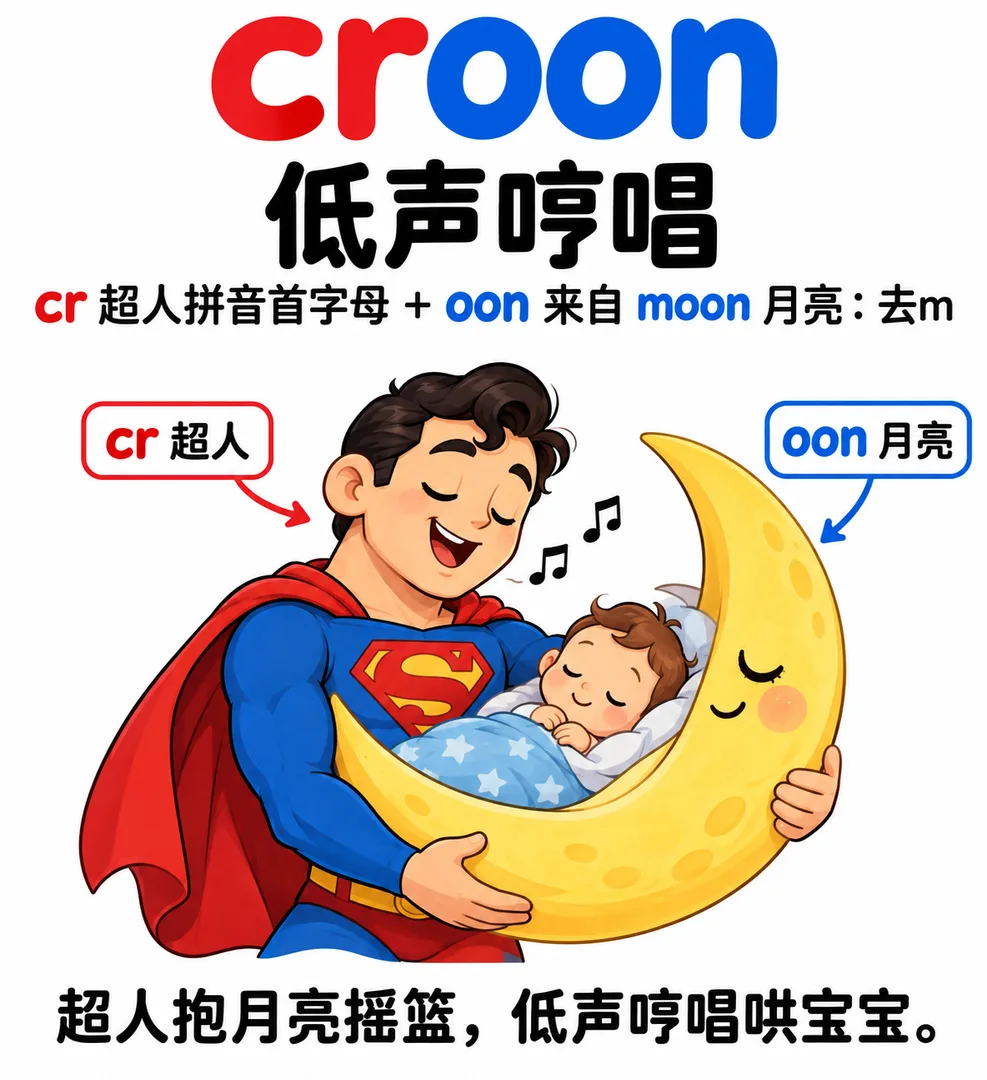 croon
低声哼唱
cr 超人拼音首字母 + oon 来自 moon 月亮：去m
cr 超人
oon 月亮
S
超人抱月亮摇篮，低声哼唱哄宝宝。